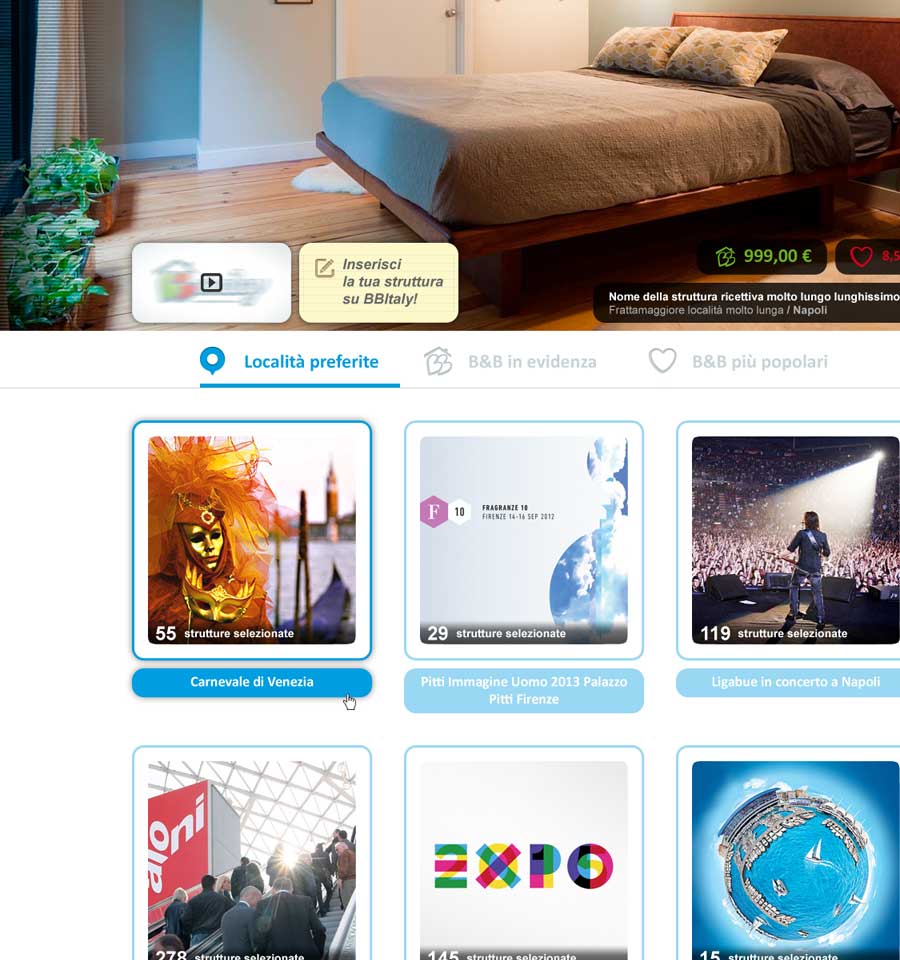 Inserisci
la tua struttura
su BBItaly!
999,00 €
8,5
Nome della struttura ricettiva molto lungo lunghissimo
Frattamaggiore località molto lunga / Napoli
Località preferite
B&B in evidenza
B&B più popolari
F
10
FRAGRANZE 10
FIRENZE 14-16 SEP 2012
55 strutture selezionate
29 strutture selezionate
119 strutture selezionate
Carnevale di Venezia
Pitti Immagine Uomo 2013 Palazzo
Pitti Firenze
Ligabue in concerto a Napoli
aloni
EXPO
278 strutture selezionate
145 strutture selezionate
15 strutture selezionate